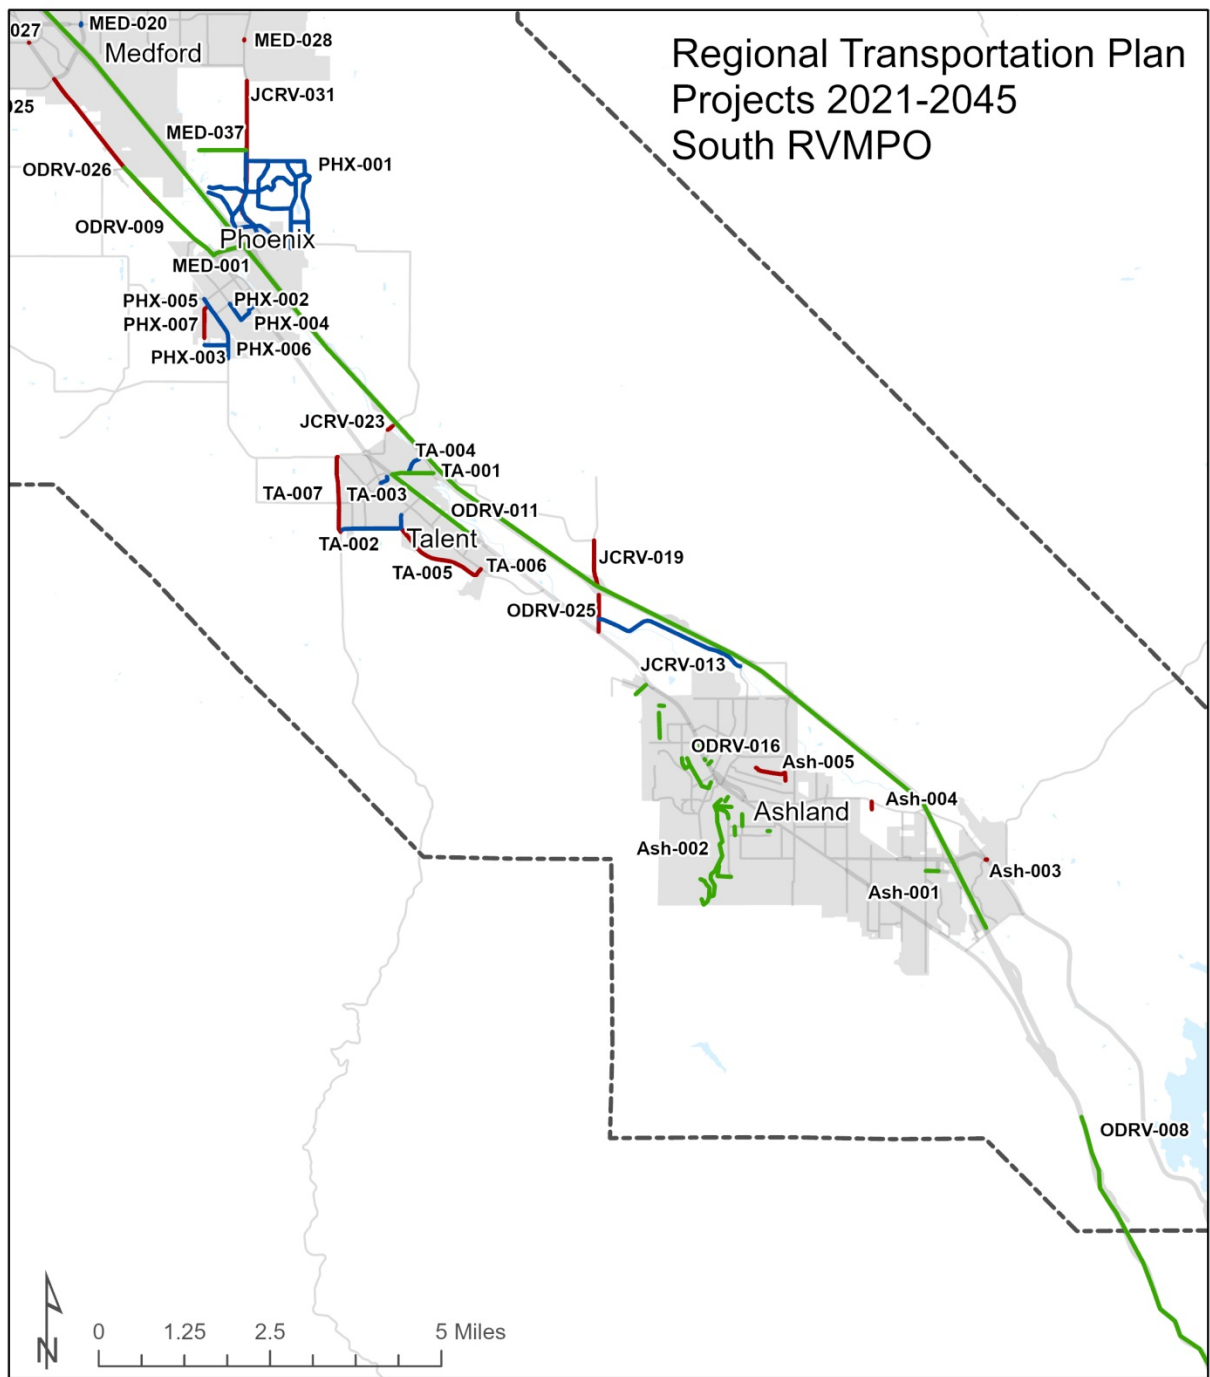 Regional Transportation Plan
Projects 2021-2045
South RVMPO
027
MED-020
Medford
MED-028
JCRV-031
025
MED-037
PHX-001
ODRV-026
ODRV-009
Phoenix
MED-001
PHX-005
PHX-002
PHX-007
PHX-004
PHX-003
PHX-006
JCRV-023
TA-004
TA-001
TA-007
TA-003
ODRV-011
TA-002
Talent
TA-005
TA-006
JCRV-019
ODRV-025
JCRV-013
ODRV-016
Ash-005
Ash-004
Ashland
Ash-002
Ash-003
Ash-001
ODRV-008
N
0 1.25 2.5 5 Miles